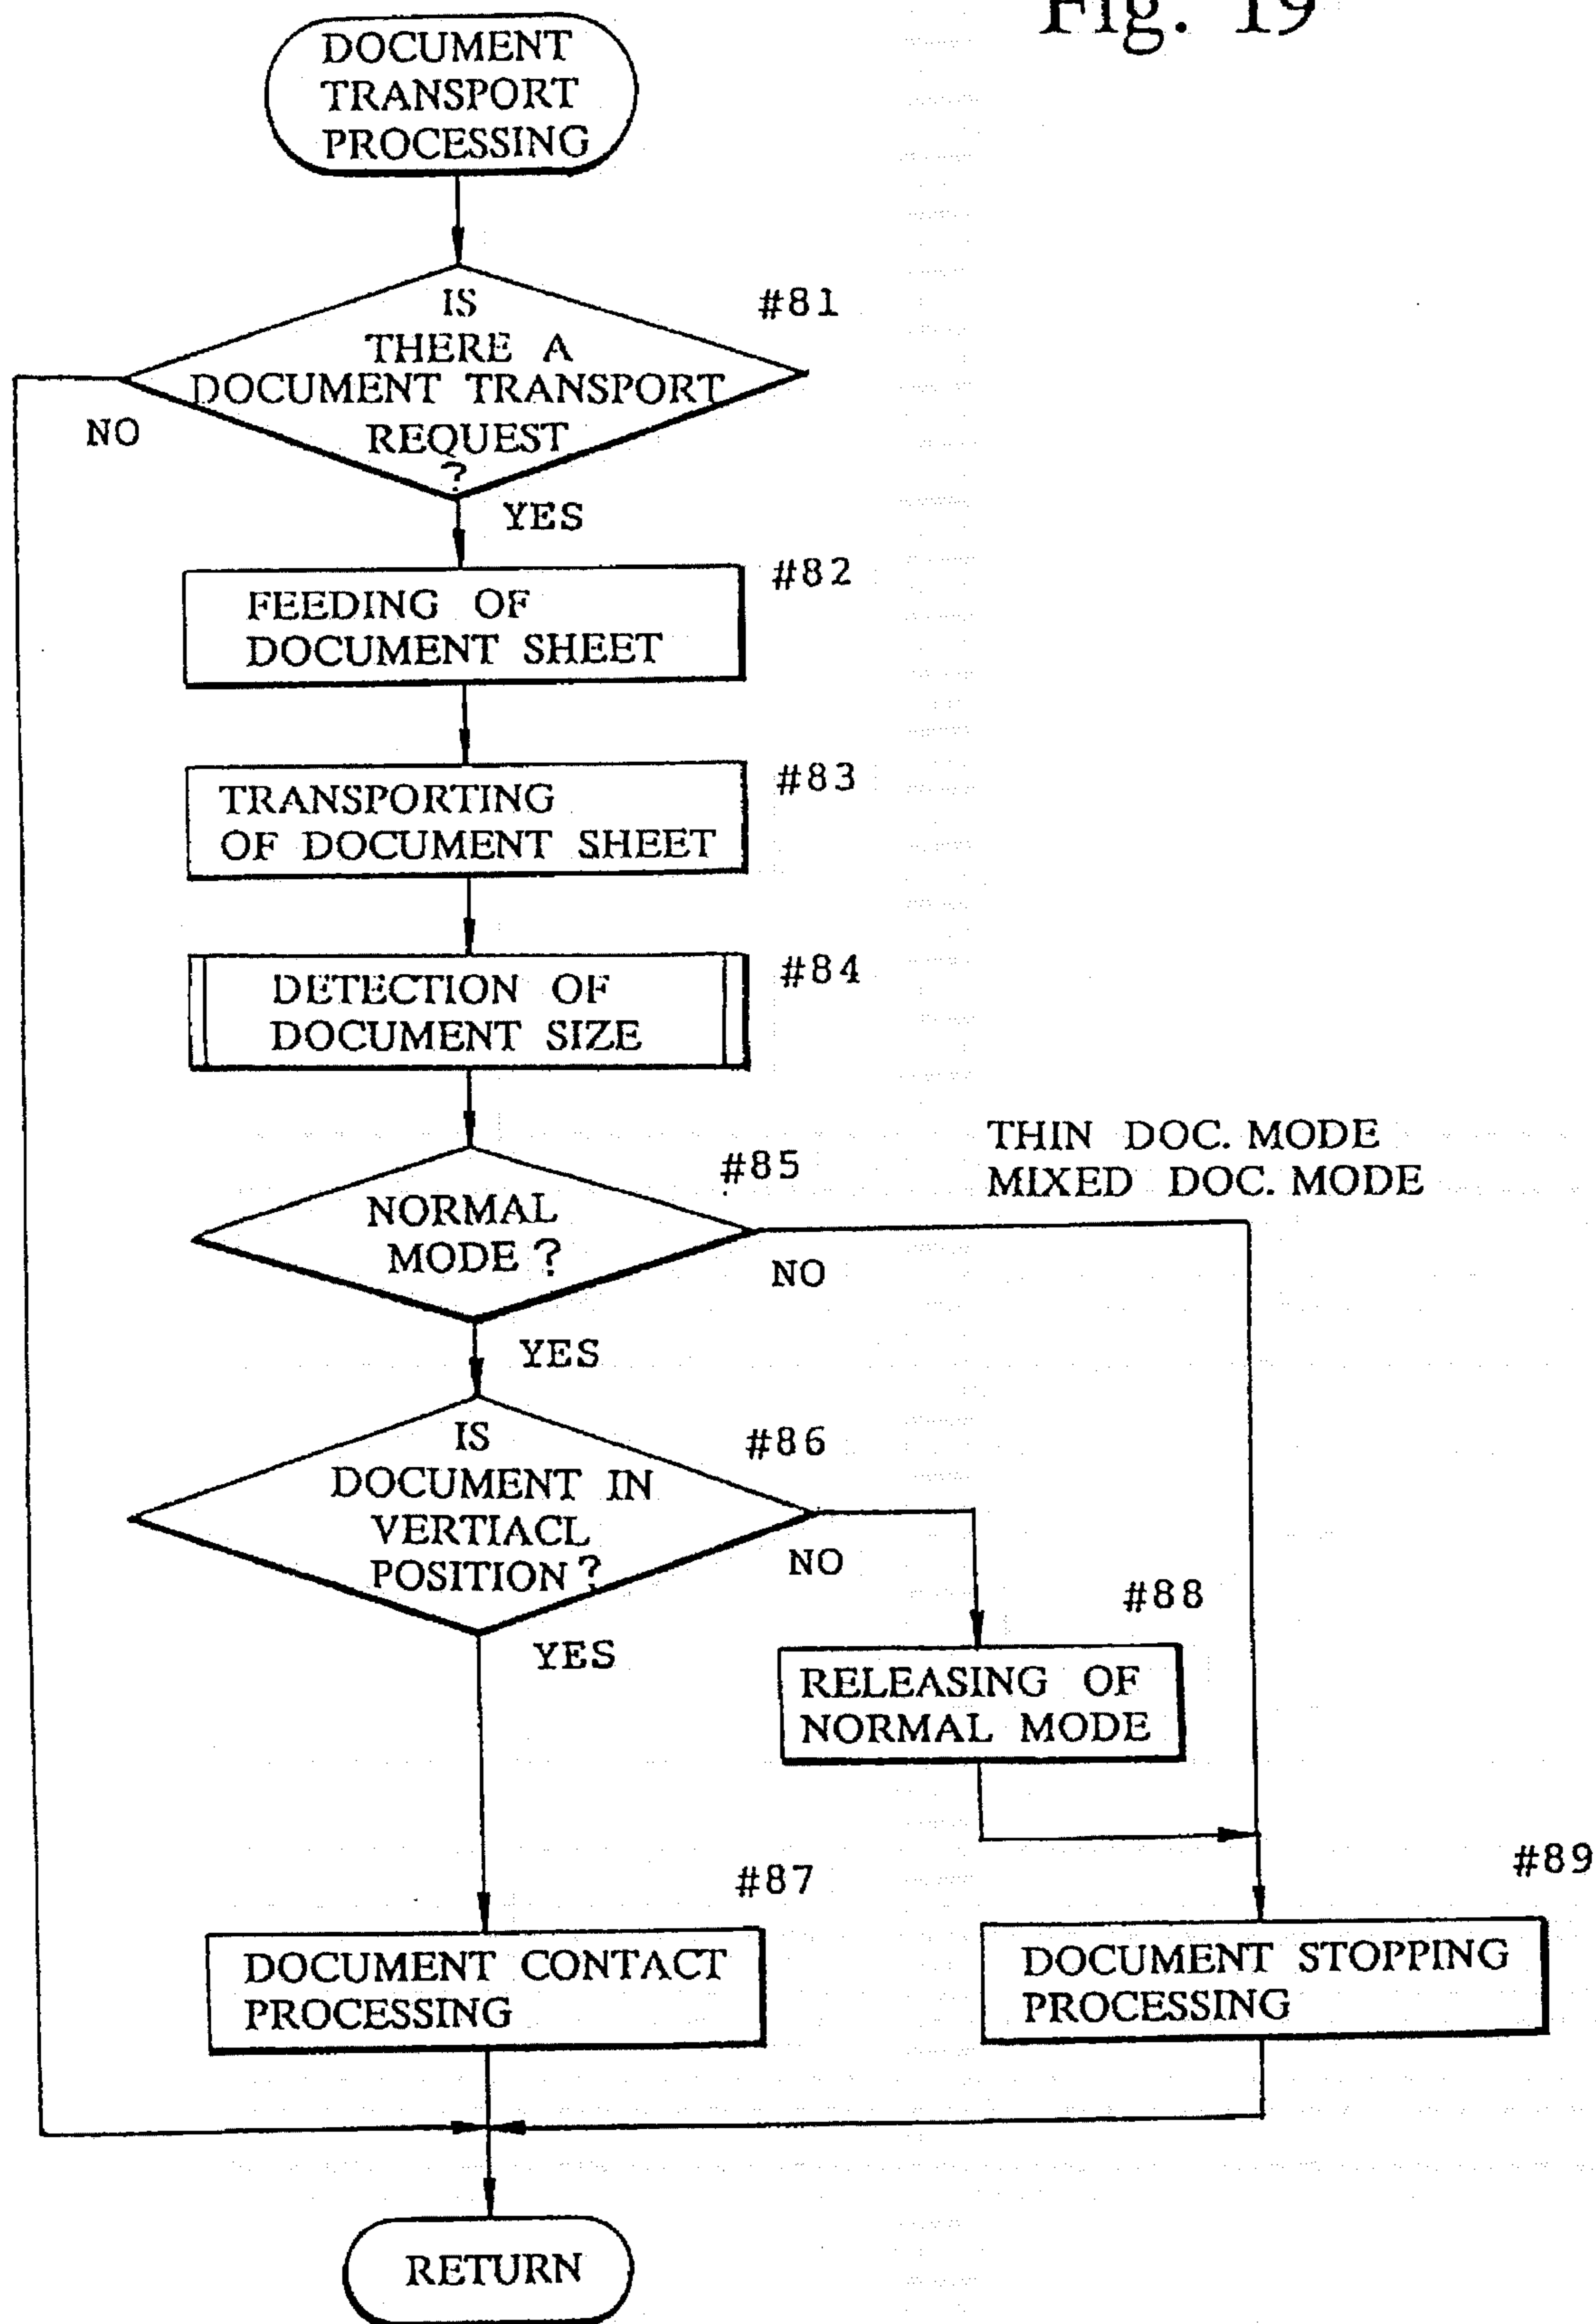 Fig. 19
DOCUMENT
TRANSPORT
PROCESSING
#81
IS
THERE A
DOCUMENT TRANSPORT
REQUEST
?
NO
YES
#82
FEEDING OF
DOCUMENT SHEET
#83
TRANSPORTING
OF DOCUMENT SHEET
#84
DETECTION OF
DOCUMENT SIZE
THIN DOC. MODE
MIXED DOC. MODE
#85
NORMAL
MODE ?
NO
YES
#86
IS
DOCUMENT IN
VERTIACL
POSITION ?
NO
YES
#88
RELEASING OF
NORMAL MODE
#87
DOCUMENT CONTACT
PROCESSING
#89
DOCUMENT STOPPING
PROCESSING
RETURN